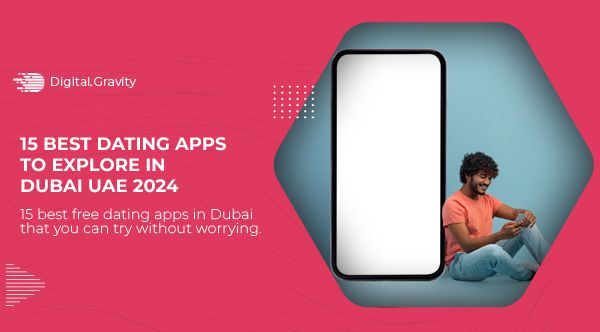 Digital.Gravity
15 BEST DATING APPS
TO EXPLORE IN
DUBAI UAE 2024
15 best free dating apps in Dubai
that you can try without worrying.